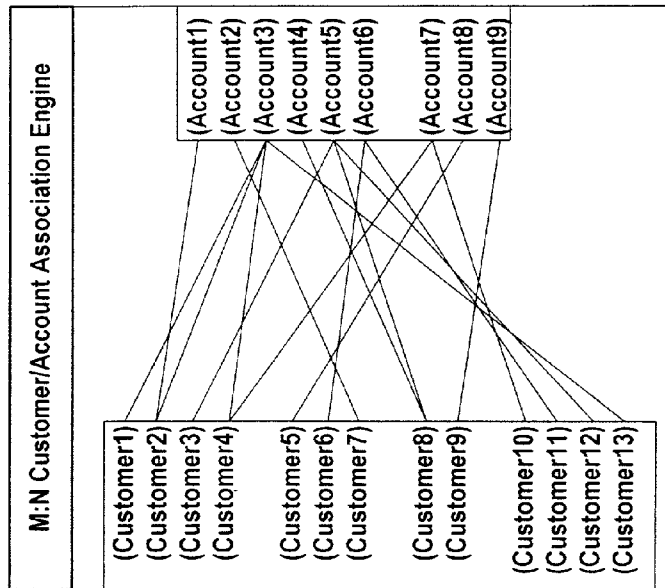 M:N Customer/Account Association Engine
(Account1)
(Account2)
(Account3)
(Account4)
(Account5)
(Account6)
(Account7)
(Account8)
(Account9)
(Customer1)
(Customer2)
(Customer3)
(Customer4)
(Customer5)
(Customer6)
(Customer7)
(Customer8)
(Customer9)
(Customer10)
(Customer11)
(Customer12)
(Customer13)